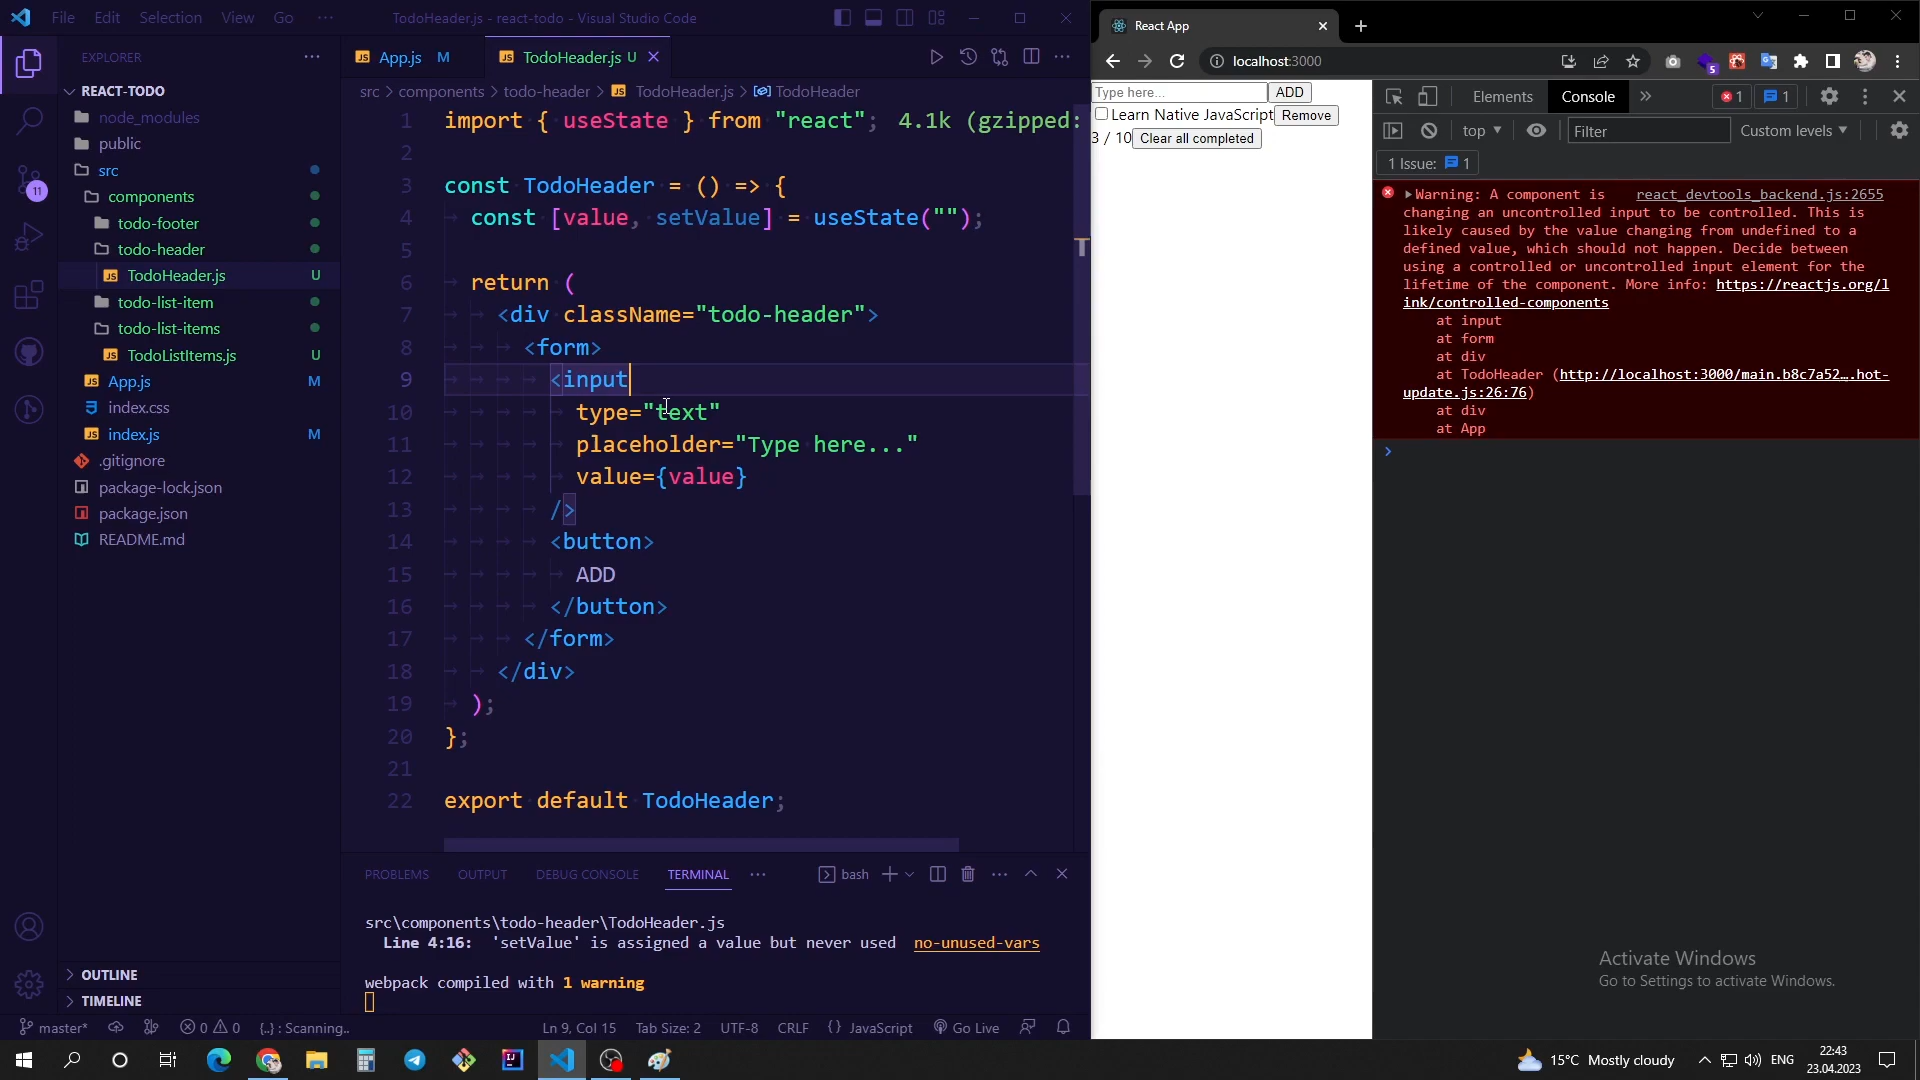 File Edit Selection View Go ··· TodoHeader.js - react-todo - Visual Studio Code
EXPLORER ···
REACT-TODO
node_modules
public
src
components
todo-footer
todo-header
TodoHeader.js U
todo-list-item
todo-list-items
TodoListItems.js U
App.js M
index.css
index.js M
.gitignore
package-lock.json
package.json
README.md
OUTLINE
TIMELINE
11
App.js M TodoHeader.js U
src > components > todo-header > TodoHeader.js > TodoHeader
1 import { useState } from "react"; 4.1k (gzipped:
2
3 const TodoHeader = () => {
4 const [value, setValue] = useState("");
5
6 return (
7 <div className="todo-header">
8 <form>
9 <input
10 type="text"
11 placeholder="Type here..."
12 value={value}
13 />
14 <button>
15 ADD
16 </button>
17 </form>
18 </div>
19 );
20 };
21
22 export default TodoHeader;
PROBLEMS OUTPUT DEBUG CONSOLE TERMINAL ··· bash
src\components\todo-header\TodoHeader.js
Line 4:16: 'setValue' is assigned a value but never used no-unused-vars
webpack compiled with 1 warning
master* 0 0 {..} : Scanning.. Ln 9, Col 15 Tab Size: 2 UTF-8 CRLF {} JavaScript Go Live
React App
localhost:3000
5
Type here... ADD
Learn Native JavaScript Remove
3 / 10 Clear all completed
Elements Console » 1 1
top Filter Custom levels
1 Issue: 1
Warning: A component is react_devtools_backend.js:2655
changing an uncontrolled input to be controlled. This is
likely caused by the value changing from undefined to a
defined value, which should not happen. Decide between
using a controlled or uncontrolled input element for the
lifetime of the component. More info: https://reactjs.org/l
ink/controlled-components
at input
at form
at div
at TodoHeader (http://localhost:3000/main.b8c7a52….hot-
update.js:26:76)
at div
at App
Activate Windows
Go to Settings to activate Windows.
15°C Mostly cloudy ENG 22:43
23.04.2023